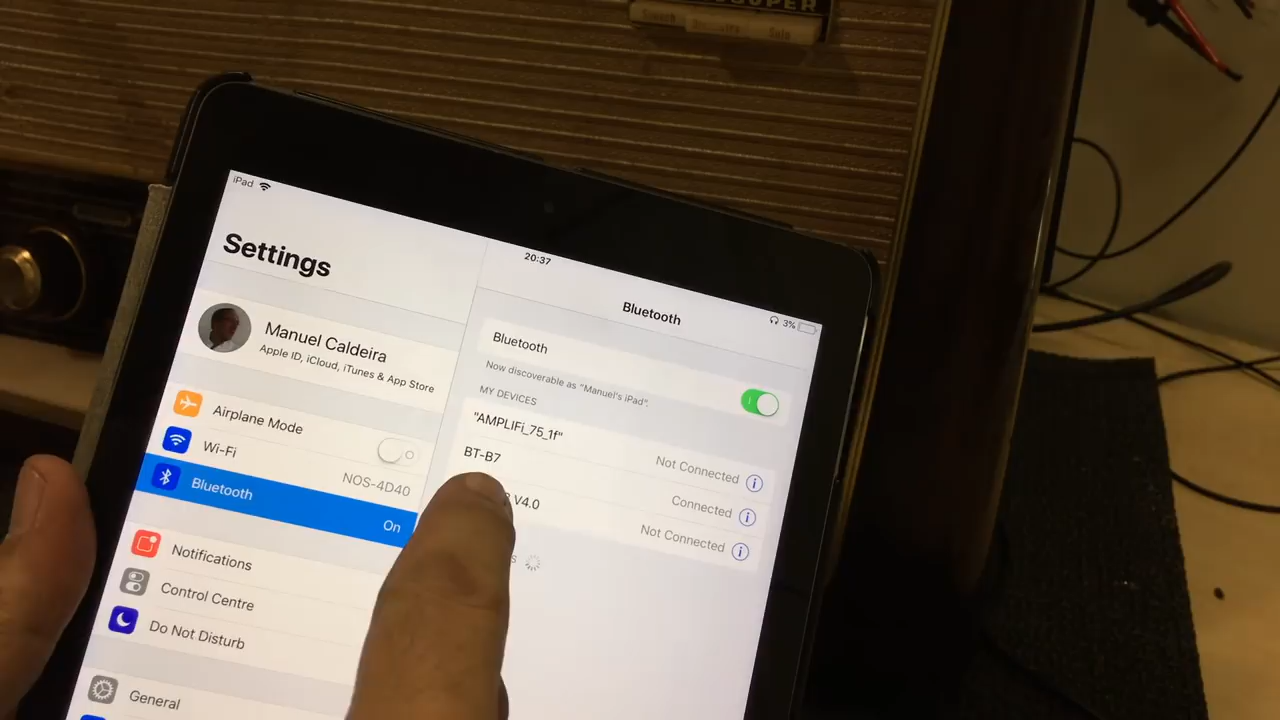 SUPER
iPad
20:37
3%
Settings
Bluetooth
Manuel Caldeira
Apple ID, iCloud, iTunes & App Store
Airplane Mode
Wi-Fi
NOS-4D40
Bluetooth
On
Notifications
Control Centre
Do Not Disturb
General
Bluetooth
Now discoverable as "Manuel's iPad".
MY DEVICES
"AMPLIFi_75_1f"
Not Connected
BT-B7
Connected
V4.0
Not Connected